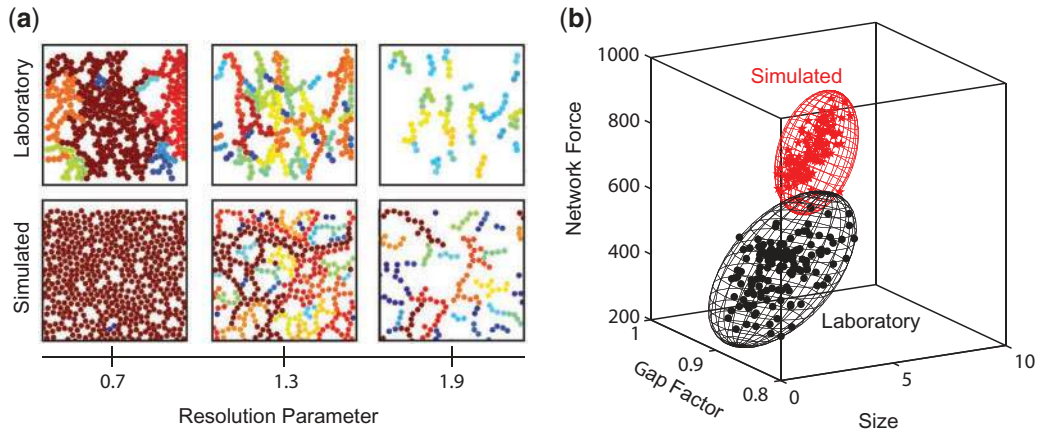 (a)
Laboratory
Simulated
0.7
1.3
1.9
Resolution Parameter
(b)
1000
800
600
400
200
Network Force
Simulated
Laboratory
1
0.9
0.8
Gap Factor
0
5
10
Size